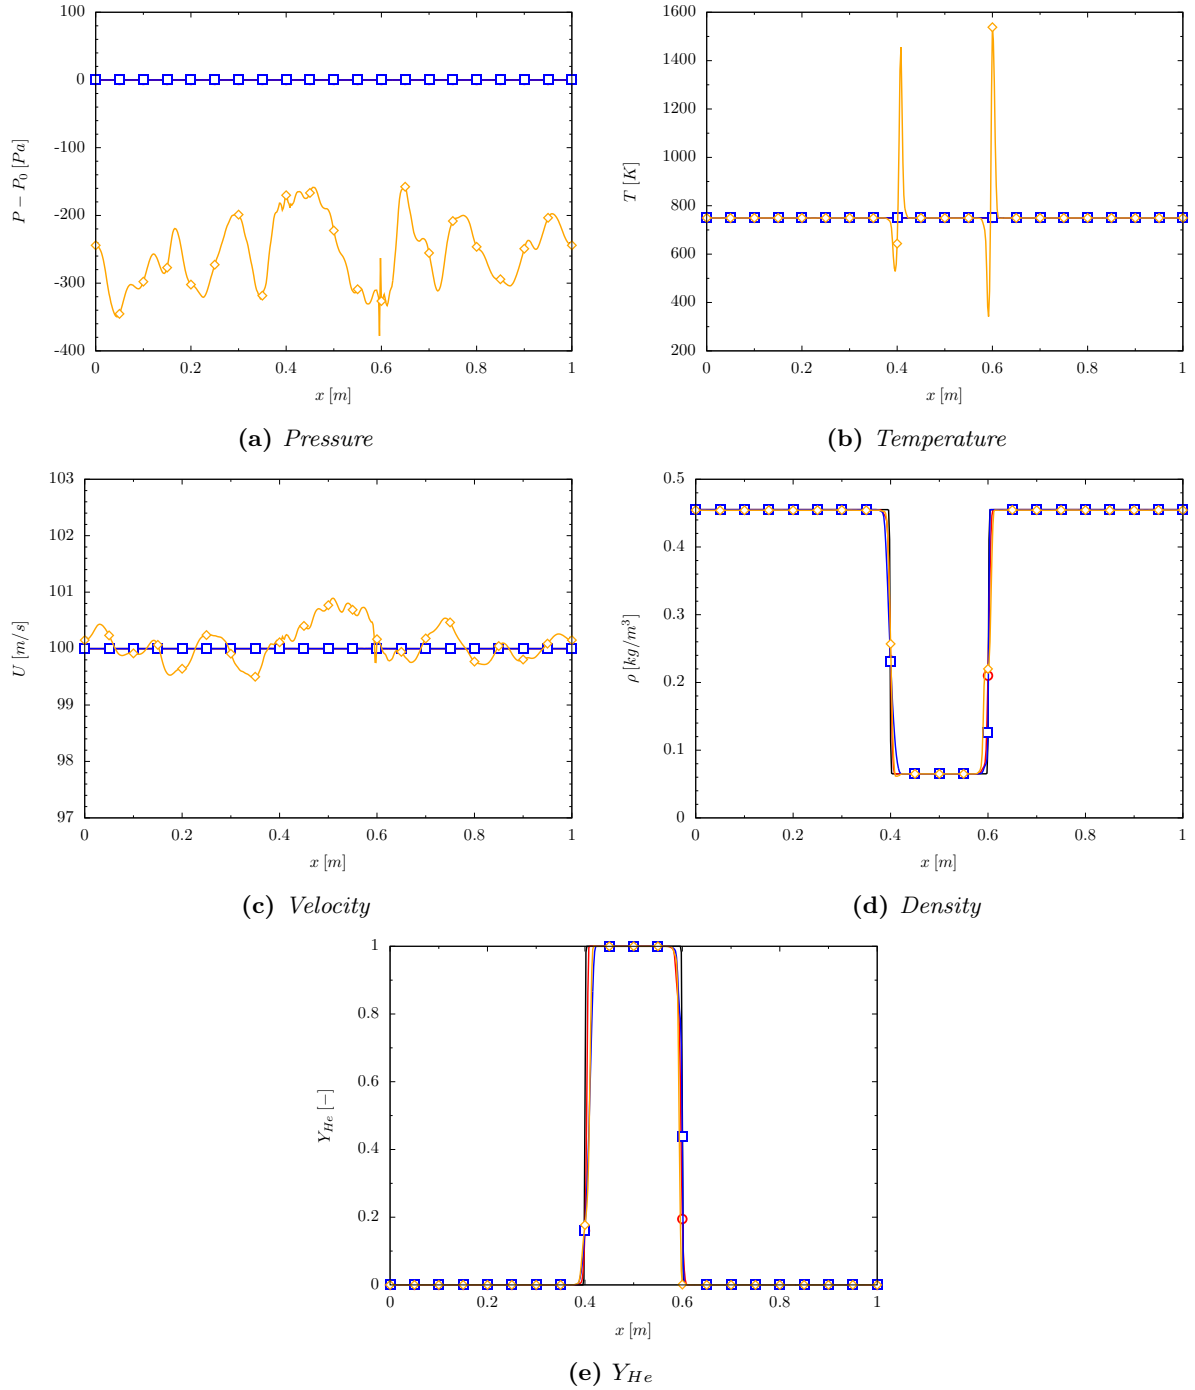 100
0
-100
-200
-300
-400
P − P₀ [Pa]
0 0.2 0.4 0.6 0.8 1
x [m]
(a) Pressure
1600
1400
1200
1000
800
600
400
200
T [K]
0 0.2 0.4 0.6 0.8 1
x [m]
(b) Temperature
103
102
101
100
99
98
97
U [m/s]
0 0.2 0.4 0.6 0.8 1
x [m]
(c) Velocity
0.5
0.4
0.3
0.2
0.1
0
ρ [kg/m³]
0 0.2 0.4 0.6 0.8 1
x [m]
(d) Density
1
0.8
0.6
0.4
0.2
0
Y_{He} [−]
0 0.2 0.4 0.6 0.8 1
x [m]
(e) Y_{He}